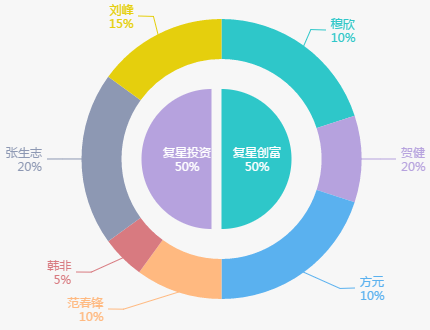 刘峰
15%
穆欣
10%
张生志
20%
复星投资
50%
复星创富
50%
贺健
20%
韩非
5%
方元
10%
范春锋
10%